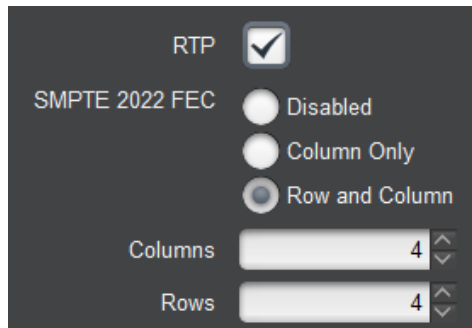 RTP
SMPTE 2022 FEC Disabled
Column Only
Row and Column
Columns 4
Rows 4